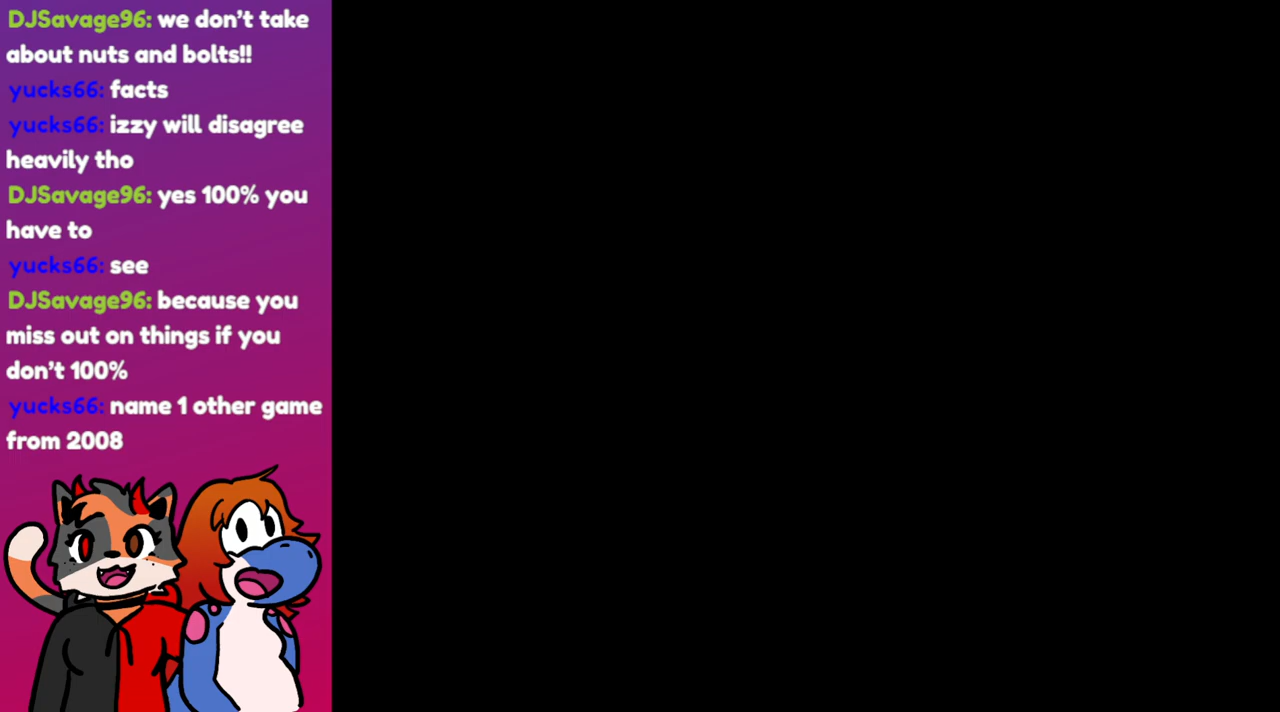 DJSavage96: we don't take
about nuts and bolts!!
yucks66: facts
yucks66: izzy will disagree
heavily tho
DJSavage96: yes 100% you
have to
yucks66: see
DJSavage96: because you
miss out on things if you
don't 100%
yucks66: name 1 other game
from 2008